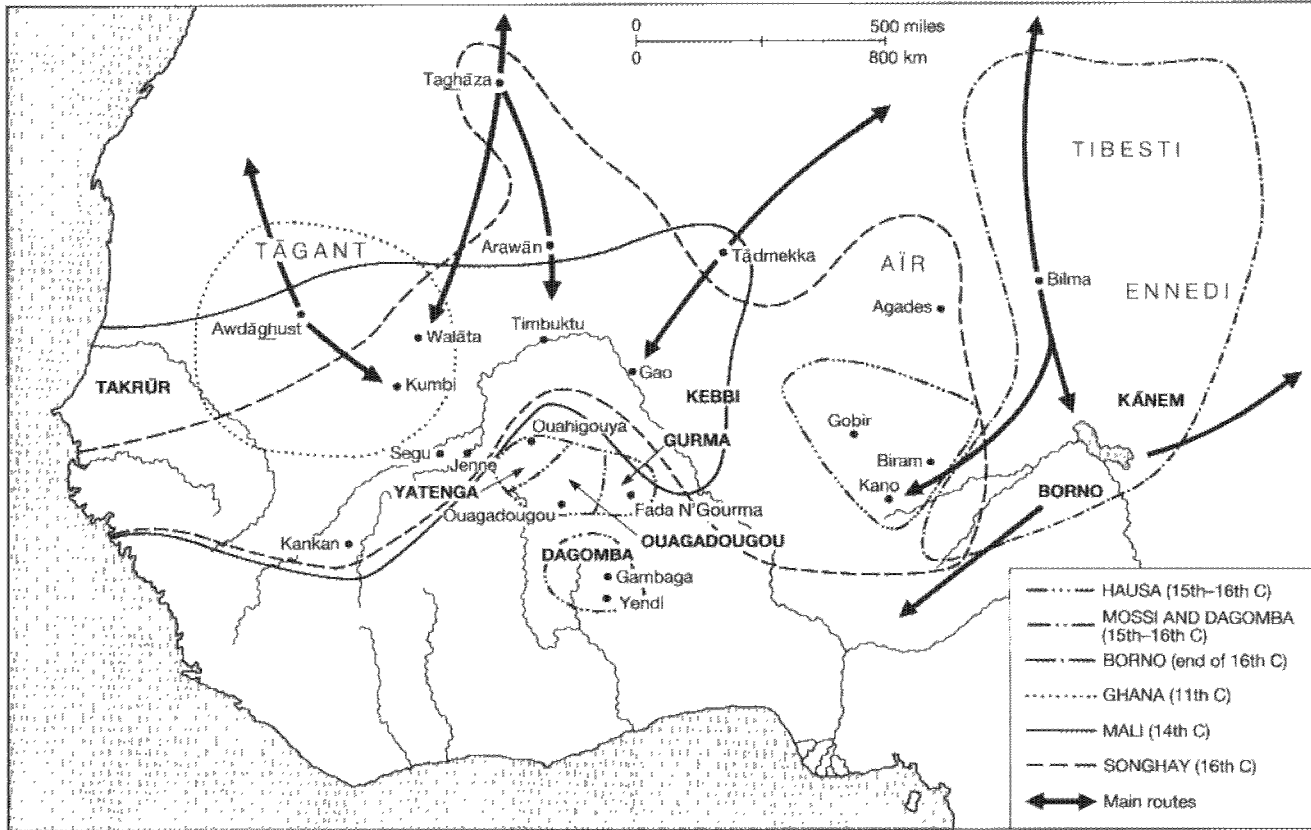 0 500 miles
0 800 km
Taghāza
TIBESTI
TĀGANT
Arawān
Tādmekka
AÏR
Bilma
ENNEDI
Agades
Awdāghust
Walāta
Timbuktu
TAKRŪR
Kumbi
Gao
KEBBI
KĀNEM
Gobir
Ouahigouya
GURMA
Segu
Jenne
Biram
Kano
YATENGA
BORNO
Ouagadougou
Fada N'Gourma
Kankan
DAGOMBA
OUAGADOUGOU
Gambaga
Yendi
HAUSA (15th–16th C)
MOSSI AND DAGOMBA
(15th–16th C)
BORNO (end of 16th C)
GHANA (11th C)
MALI (14th C)
SONGHAY (16th C)
Main routes